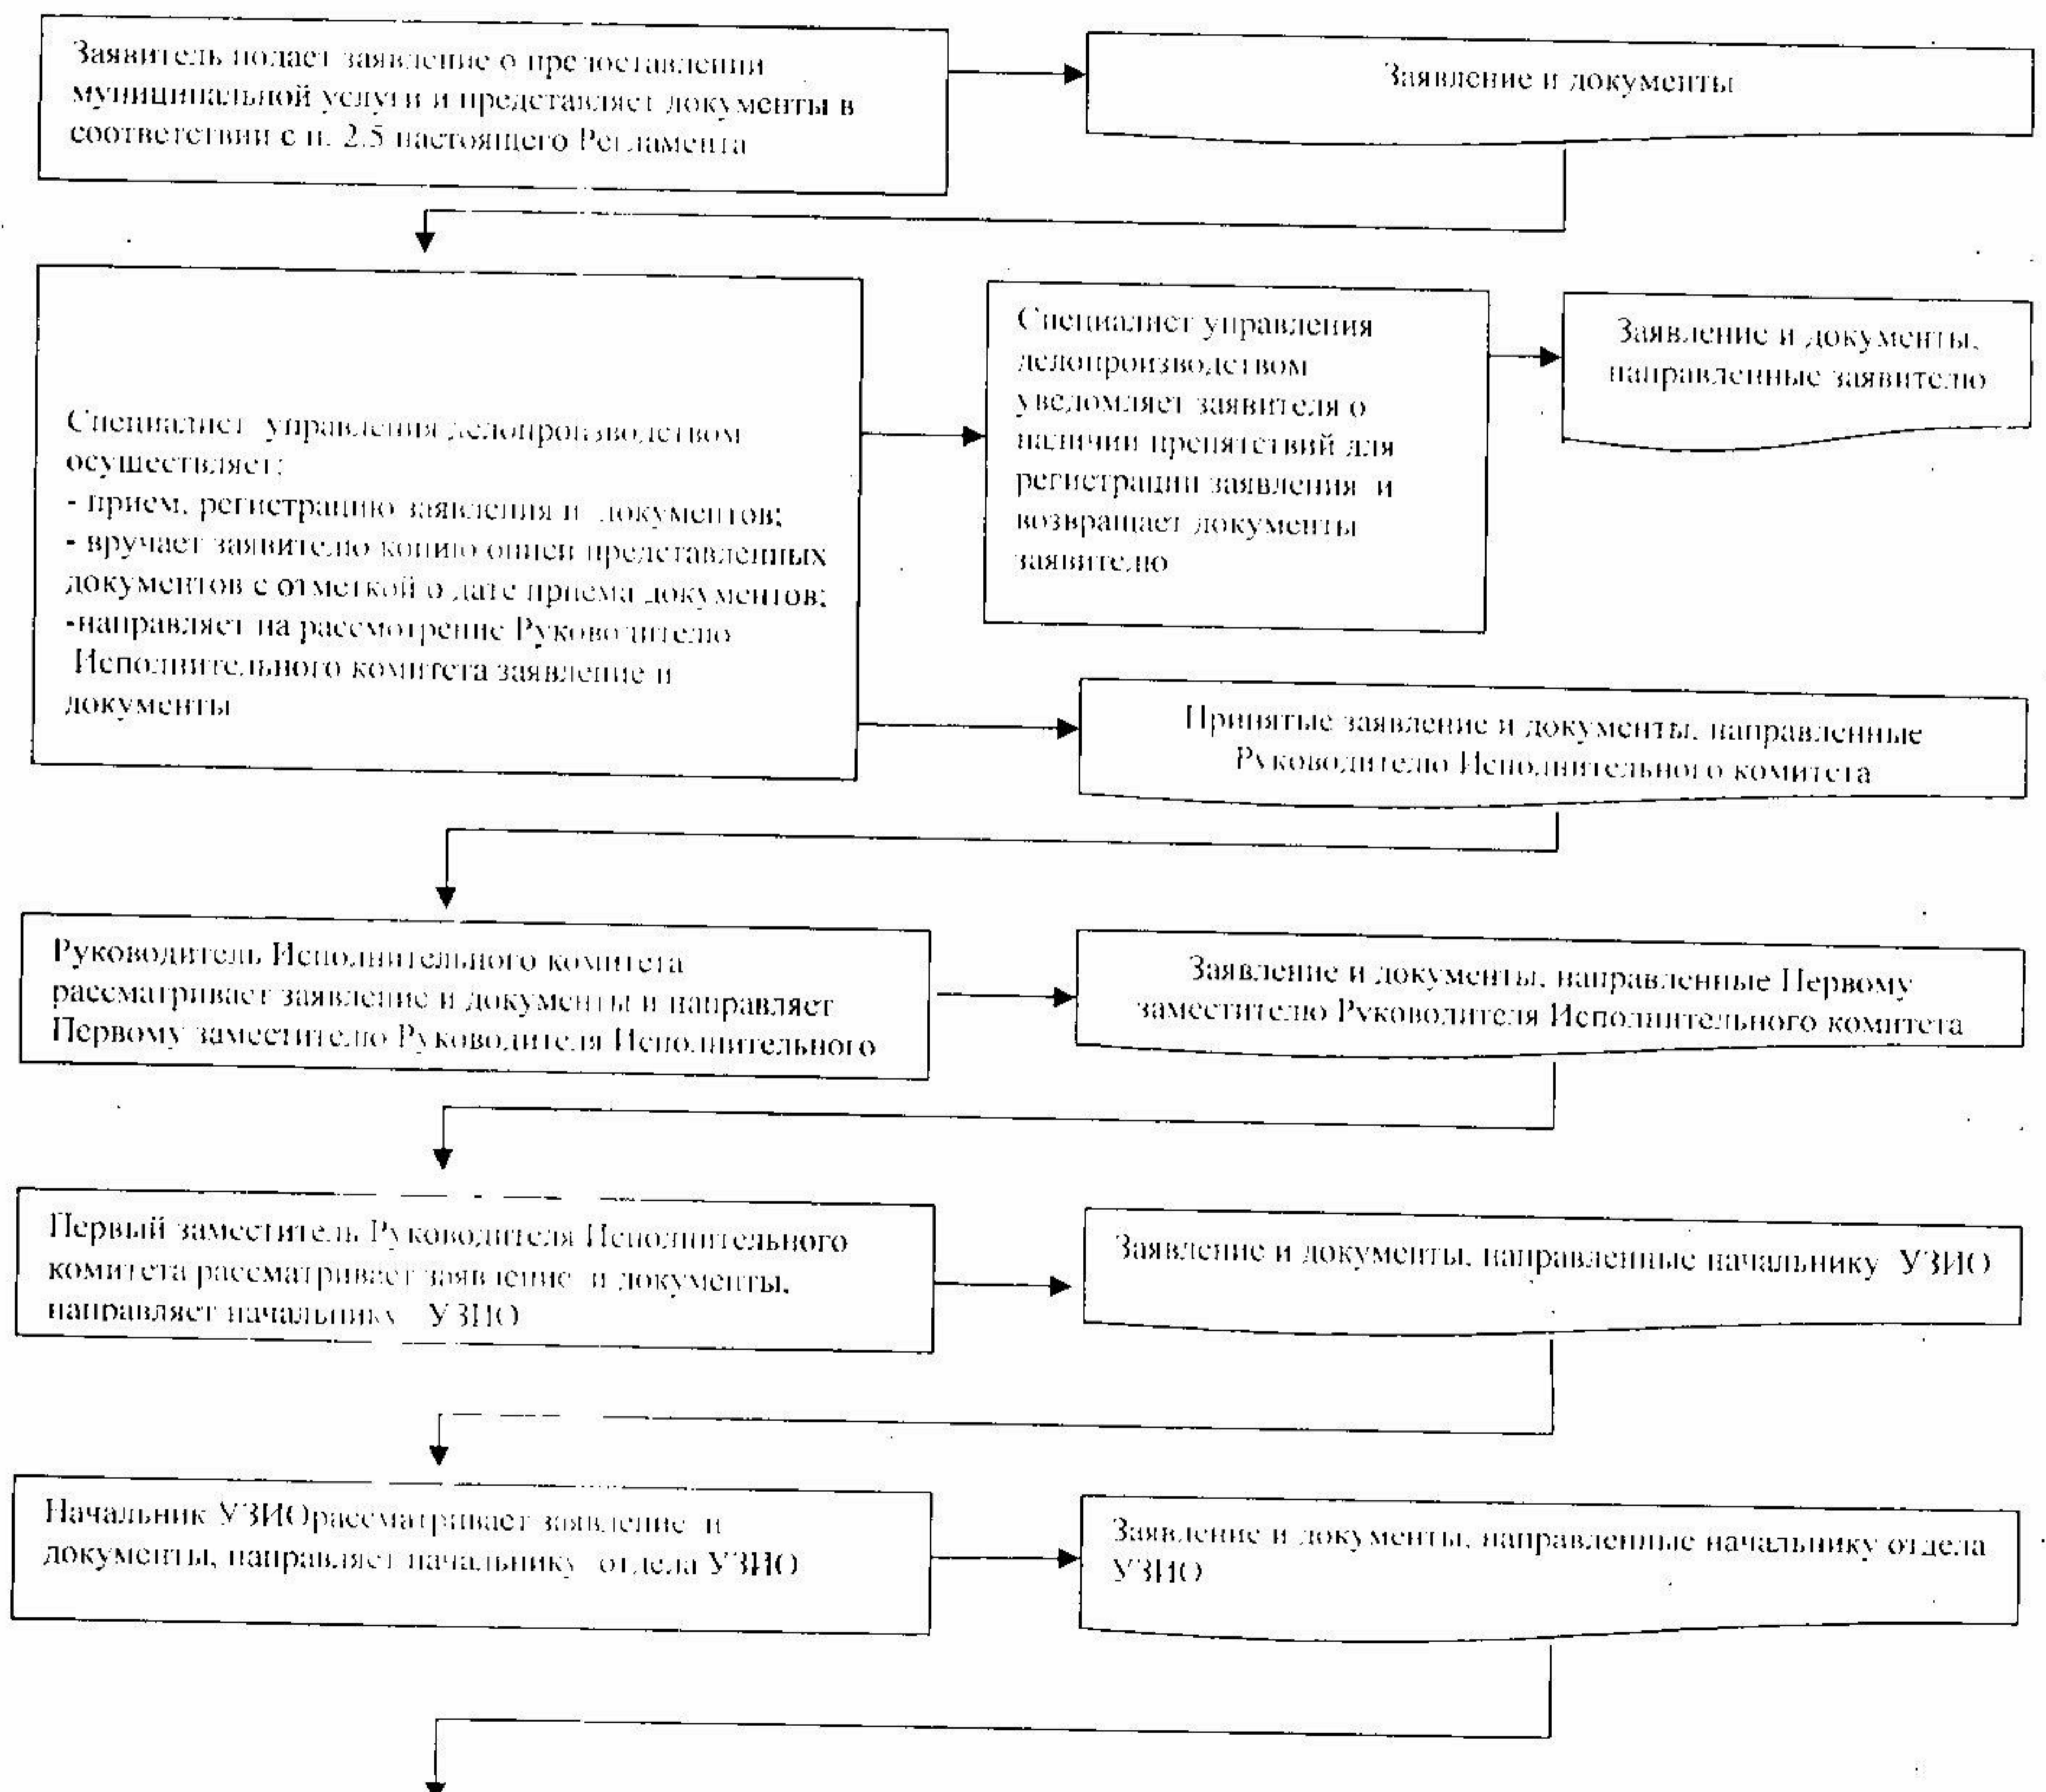 Заявитель подает заявление о предоставлении
муниципальной услуги и представляет документы в
соответствии с п. 2.5 настоящего Регламента
Заявление и документы
Специалист управления делопроизводством
осуществляет:
- прием, регистрацию заявления и документов;
- вручает заявителю копию описи представленных
документов с отметкой о дате приема документов;
-направляет на рассмотрение Руководителю
Исполнительного комитета заявление и
документы
Специалист управления
делопроизводством
уведомляет заявителя о
наличии препятствий для
регистрации заявления и
возвращает документы
заявителю
Заявление и документы,
направленные заявителю
Принятые заявление и документы, направленные
Руководителю Исполнительного комитета
Руководитель Исполнительного комитета
рассматривает заявление и документы и направляет
Первому заместителю Руководителя Исполнительного
Заявление и документы, направленные Первому
заместителю Руководителя Исполнительного комитета
Первый заместитель Руководителя Исполнительного
комитета рассматривает заявление и документы,
направляет начальнику УЗИО
Заявление и документы, направленные начальнику УЗИО
Начальник УЗИОрассматривает заявление и
документы, направляет начальнику отдела УЗИО
Заявление и документы, направленные начальнику отдела
УЗИО